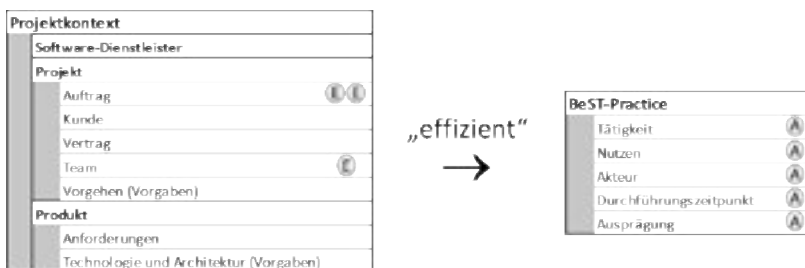 Projektkontext
Software-Dienstleister
Projekt
Auftrag
Kunde
Vertrag
Team
Vorgehen (Vorgaben)
Produkt
Anforderungen
Technologie und Architektur (Vorgaben)
„effizient“
→
BeST-Practice
Tätigkeit A
Nutzen A
Akteur A
Durchführungszeitpunkt A
Ausprägung A